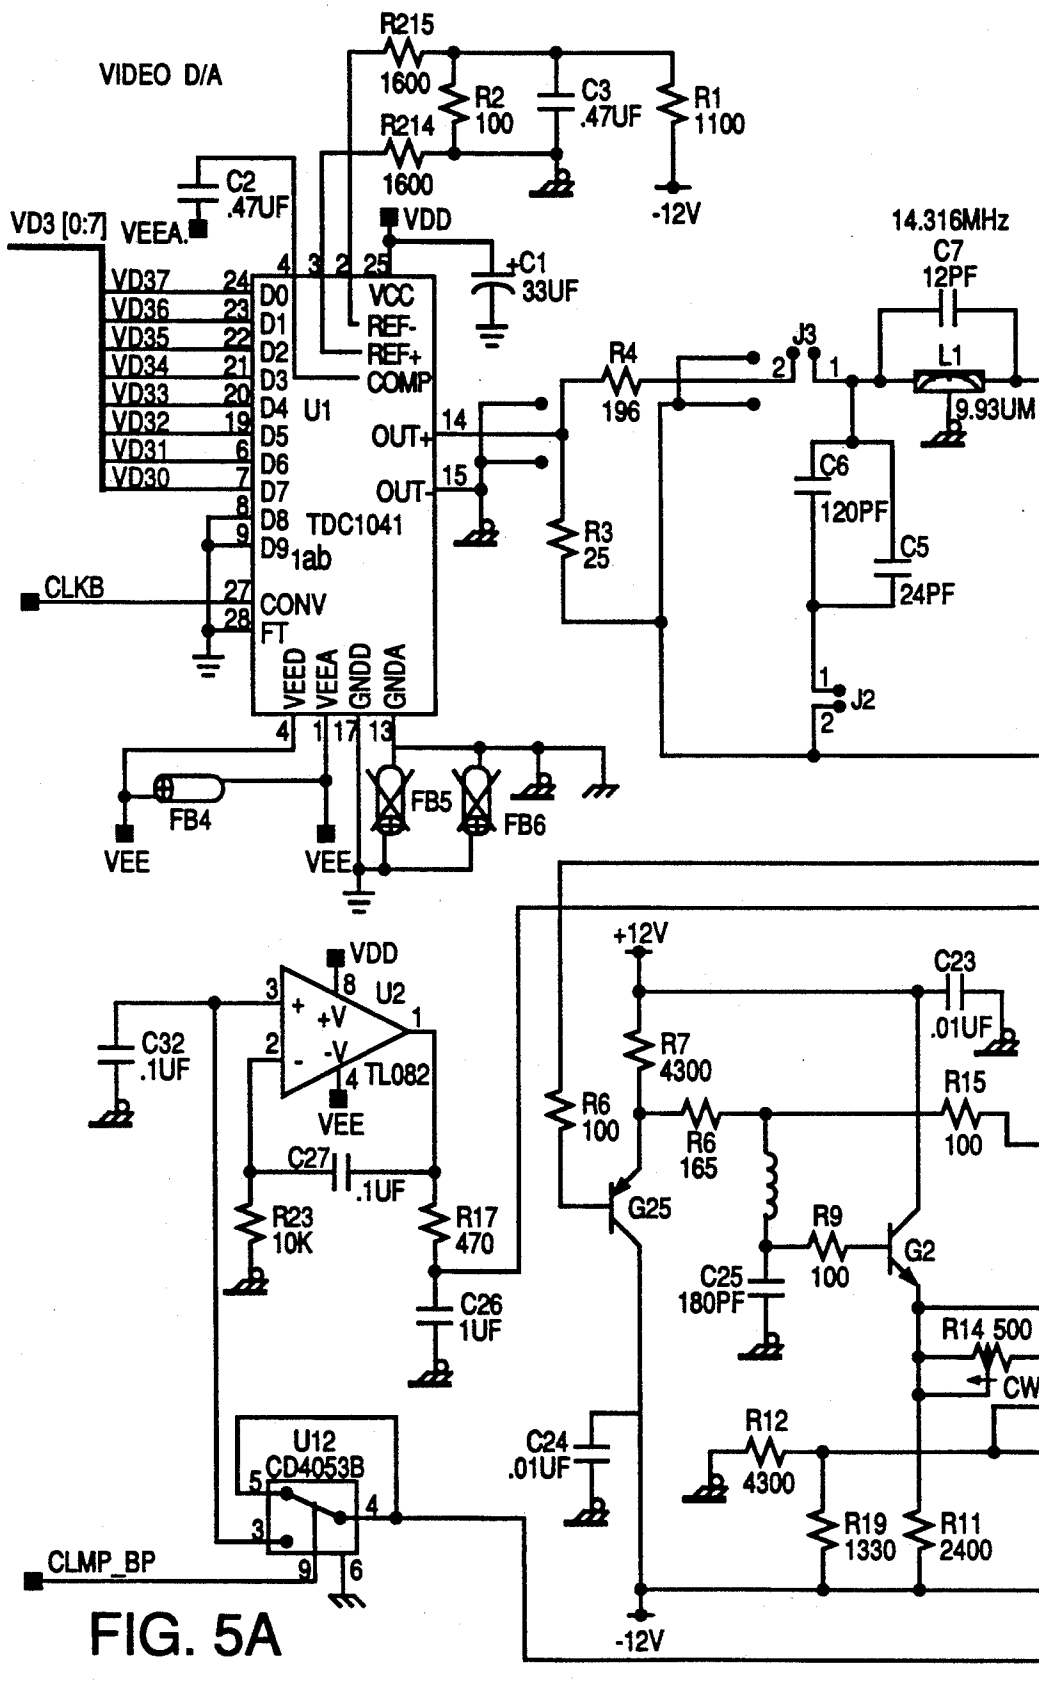 VIDEO D/A
R215
1600
R2
100
C3
.47UF
R1
1100
-12V
R214
1600
C2
.47UF
VEEA.
VDD
VD3 [0:7]
+C1
33UF
14.316MHz
C7
12PF
L1
9.93UM
4 3 2 25
VCC
REF-
REF+
COMP
VD37 24 D0
VD36 23 D1
VD35 22 D2
VD34 21 D3
VD33 20 D4
VD32 19 D5
VD31 6 D6
VD30 7 D7
8 D8
9 D9
U1
OUT+ 14
OUT- 15
TDC1041
1ab
CLKB 27 CONV
28 FT
VEED VEEA GNDD GNDA
4 1 17 13
R4
196
J3
2 1
R3
25
C6
120PF
C5
24PF
1
J2
2
FB4
FB5
FB6
VEE
VEE
VDD
8
U2
3 + +V 1
2 - -V
4 TL082
VEE
C32
.1UF
C27
.1UF
R23
10K
R17
470
C26
1UF
+12V
C23
.01UF
R7
4300
R6
100
R6
165
R15
100
G25
R9
100
G2
C25
180PF
R14 500
CW
C24
.01UF
R12
4300
R19
1330
R11
2400
-12V
U12
CD4053B
5
4
3
9 6
CLMP_BP
FIG. 5A